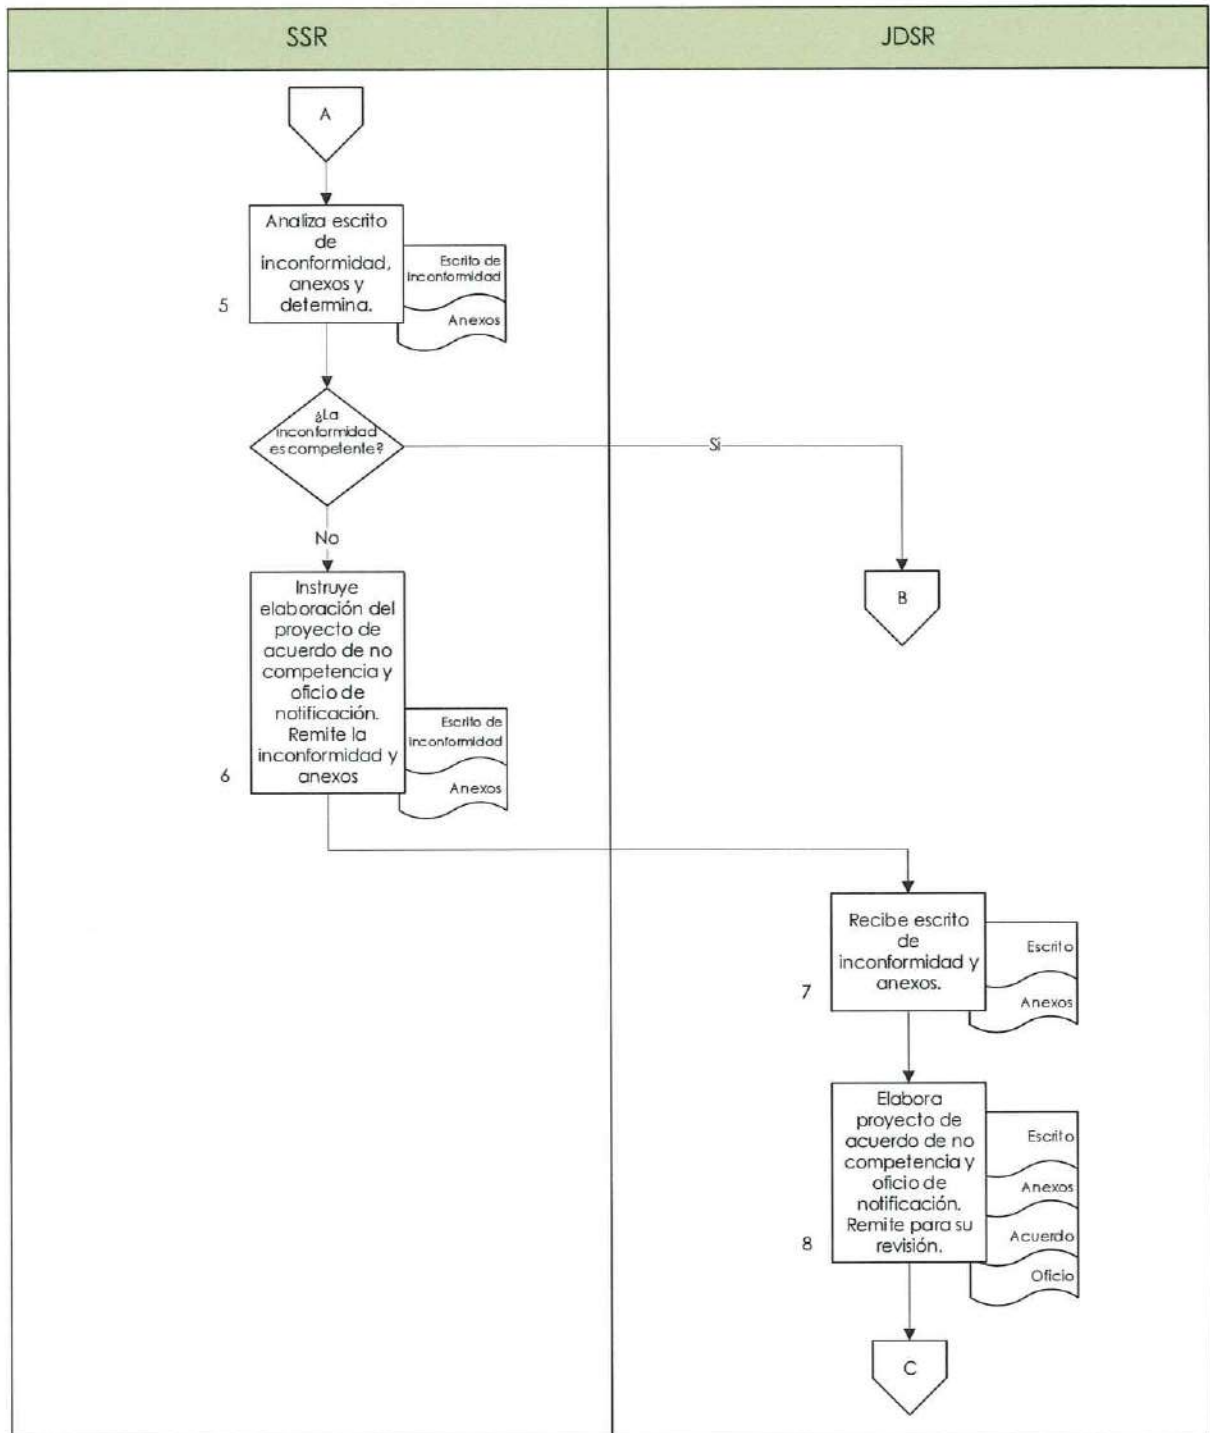 SSR
JDSR
A
Analiza escrito
de
inconformidad,
anexos y
determina.
5
Escrito de
inconformidad
Anexos
¿La
inconformidad
es competente?
Si
No
B
Instruye
elaboración del
proyecto de
acuerdo de no
competencia y
oficio de
notificación.
Remite la
inconformidad y
anexos
6
Escrito de
inconformidad
Anexos
Recibe escrito
de
inconformidad y
anexos.
7
Escrito
Anexos
Elabora
proyecto de
acuerdo de no
competencia y
oficio de
notificación.
Remite para su
revisión.
8
Escrito
Anexos
Acuerdo
Oficio
C